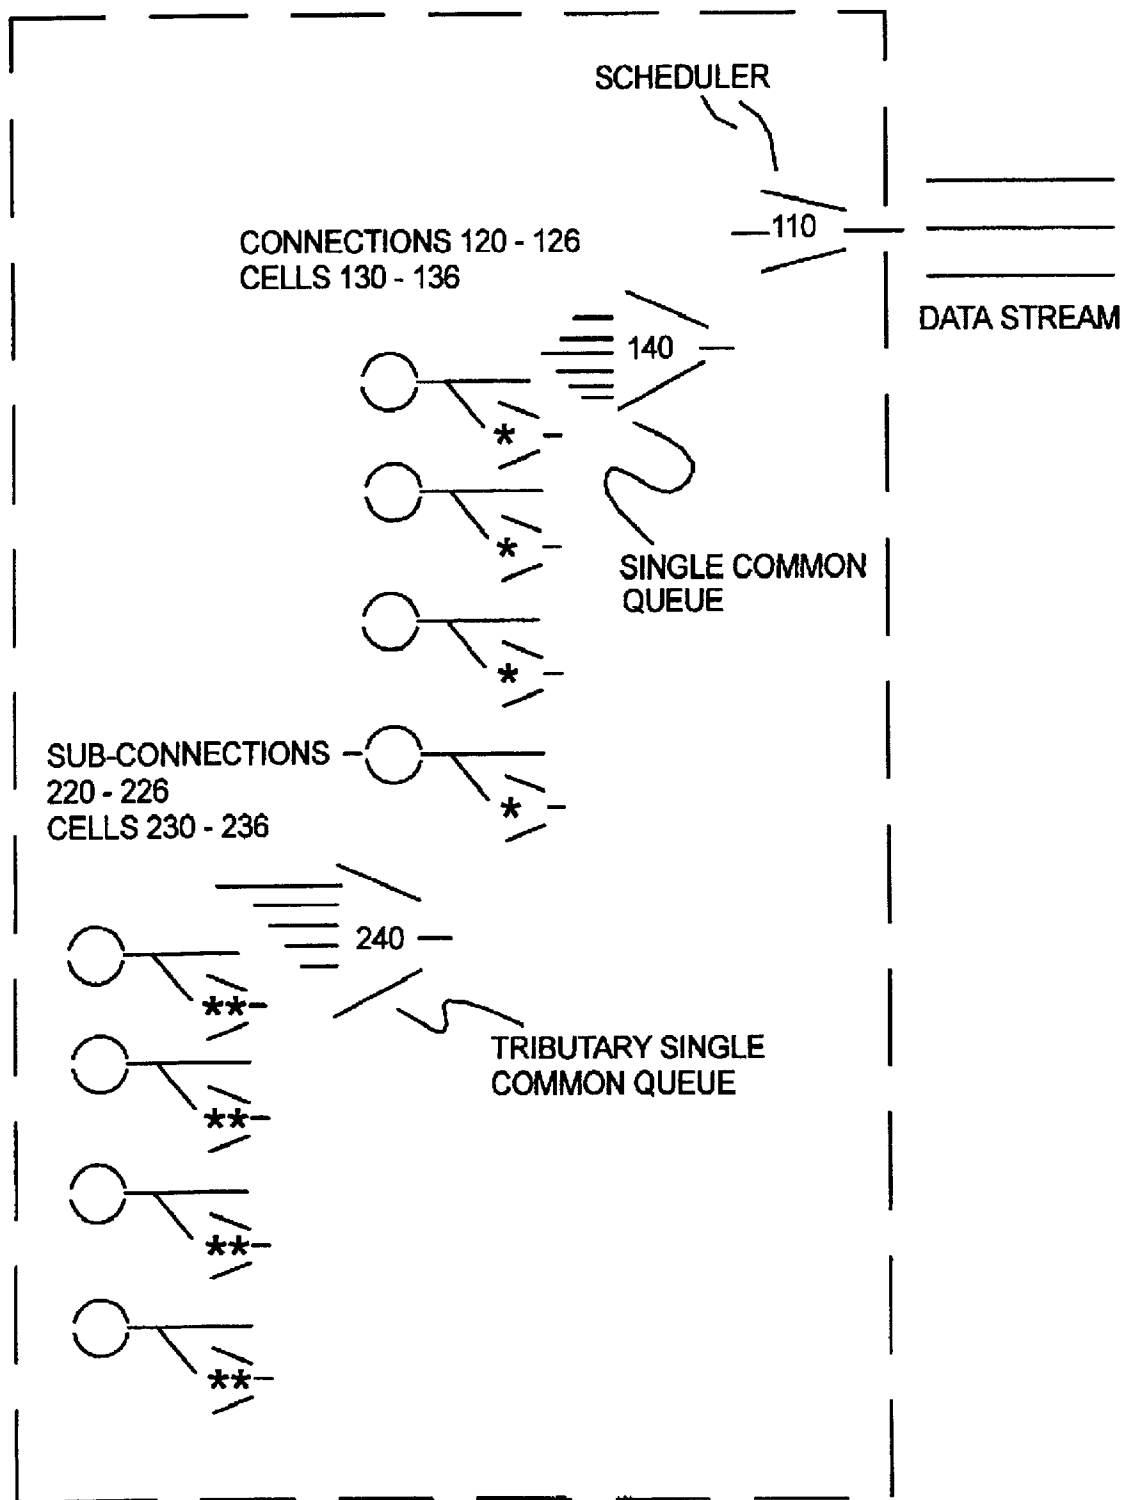 SCHEDULER
110
CONNECTIONS 120 - 126
CELLS 130 - 136
DATA STREAM
140
*
*
SINGLE COMMON
QUEUE
*
SUB-CONNECTIONS
220 - 226
CELLS 230 - 236
*
240
**
TRIBUTARY SINGLE
COMMON QUEUE
**
**
**